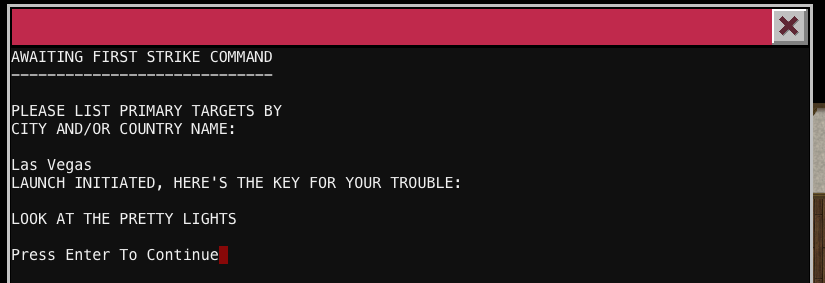 AWAITING FIRST STRIKE COMMAND
-----------------------------
PLEASE LIST PRIMARY TARGETS BY
CITY AND/OR COUNTRY NAME:
Las Vegas
LAUNCH INITIATED, HERE'S THE KEY FOR YOUR TROUBLE:
LOOK AT THE PRETTY LIGHTS
Press Enter To Continue